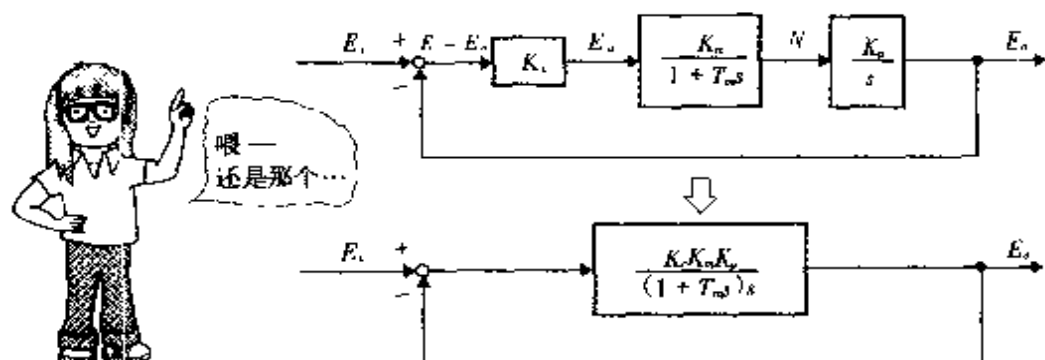 喂 —
还是那个…
E_i + E_i - E_o K_c E_a K_m / (1 + T_m s) N K_p / s E_o
−
E_i + K_c K_m K_p / ((1 + T_m s)s) E_o
−